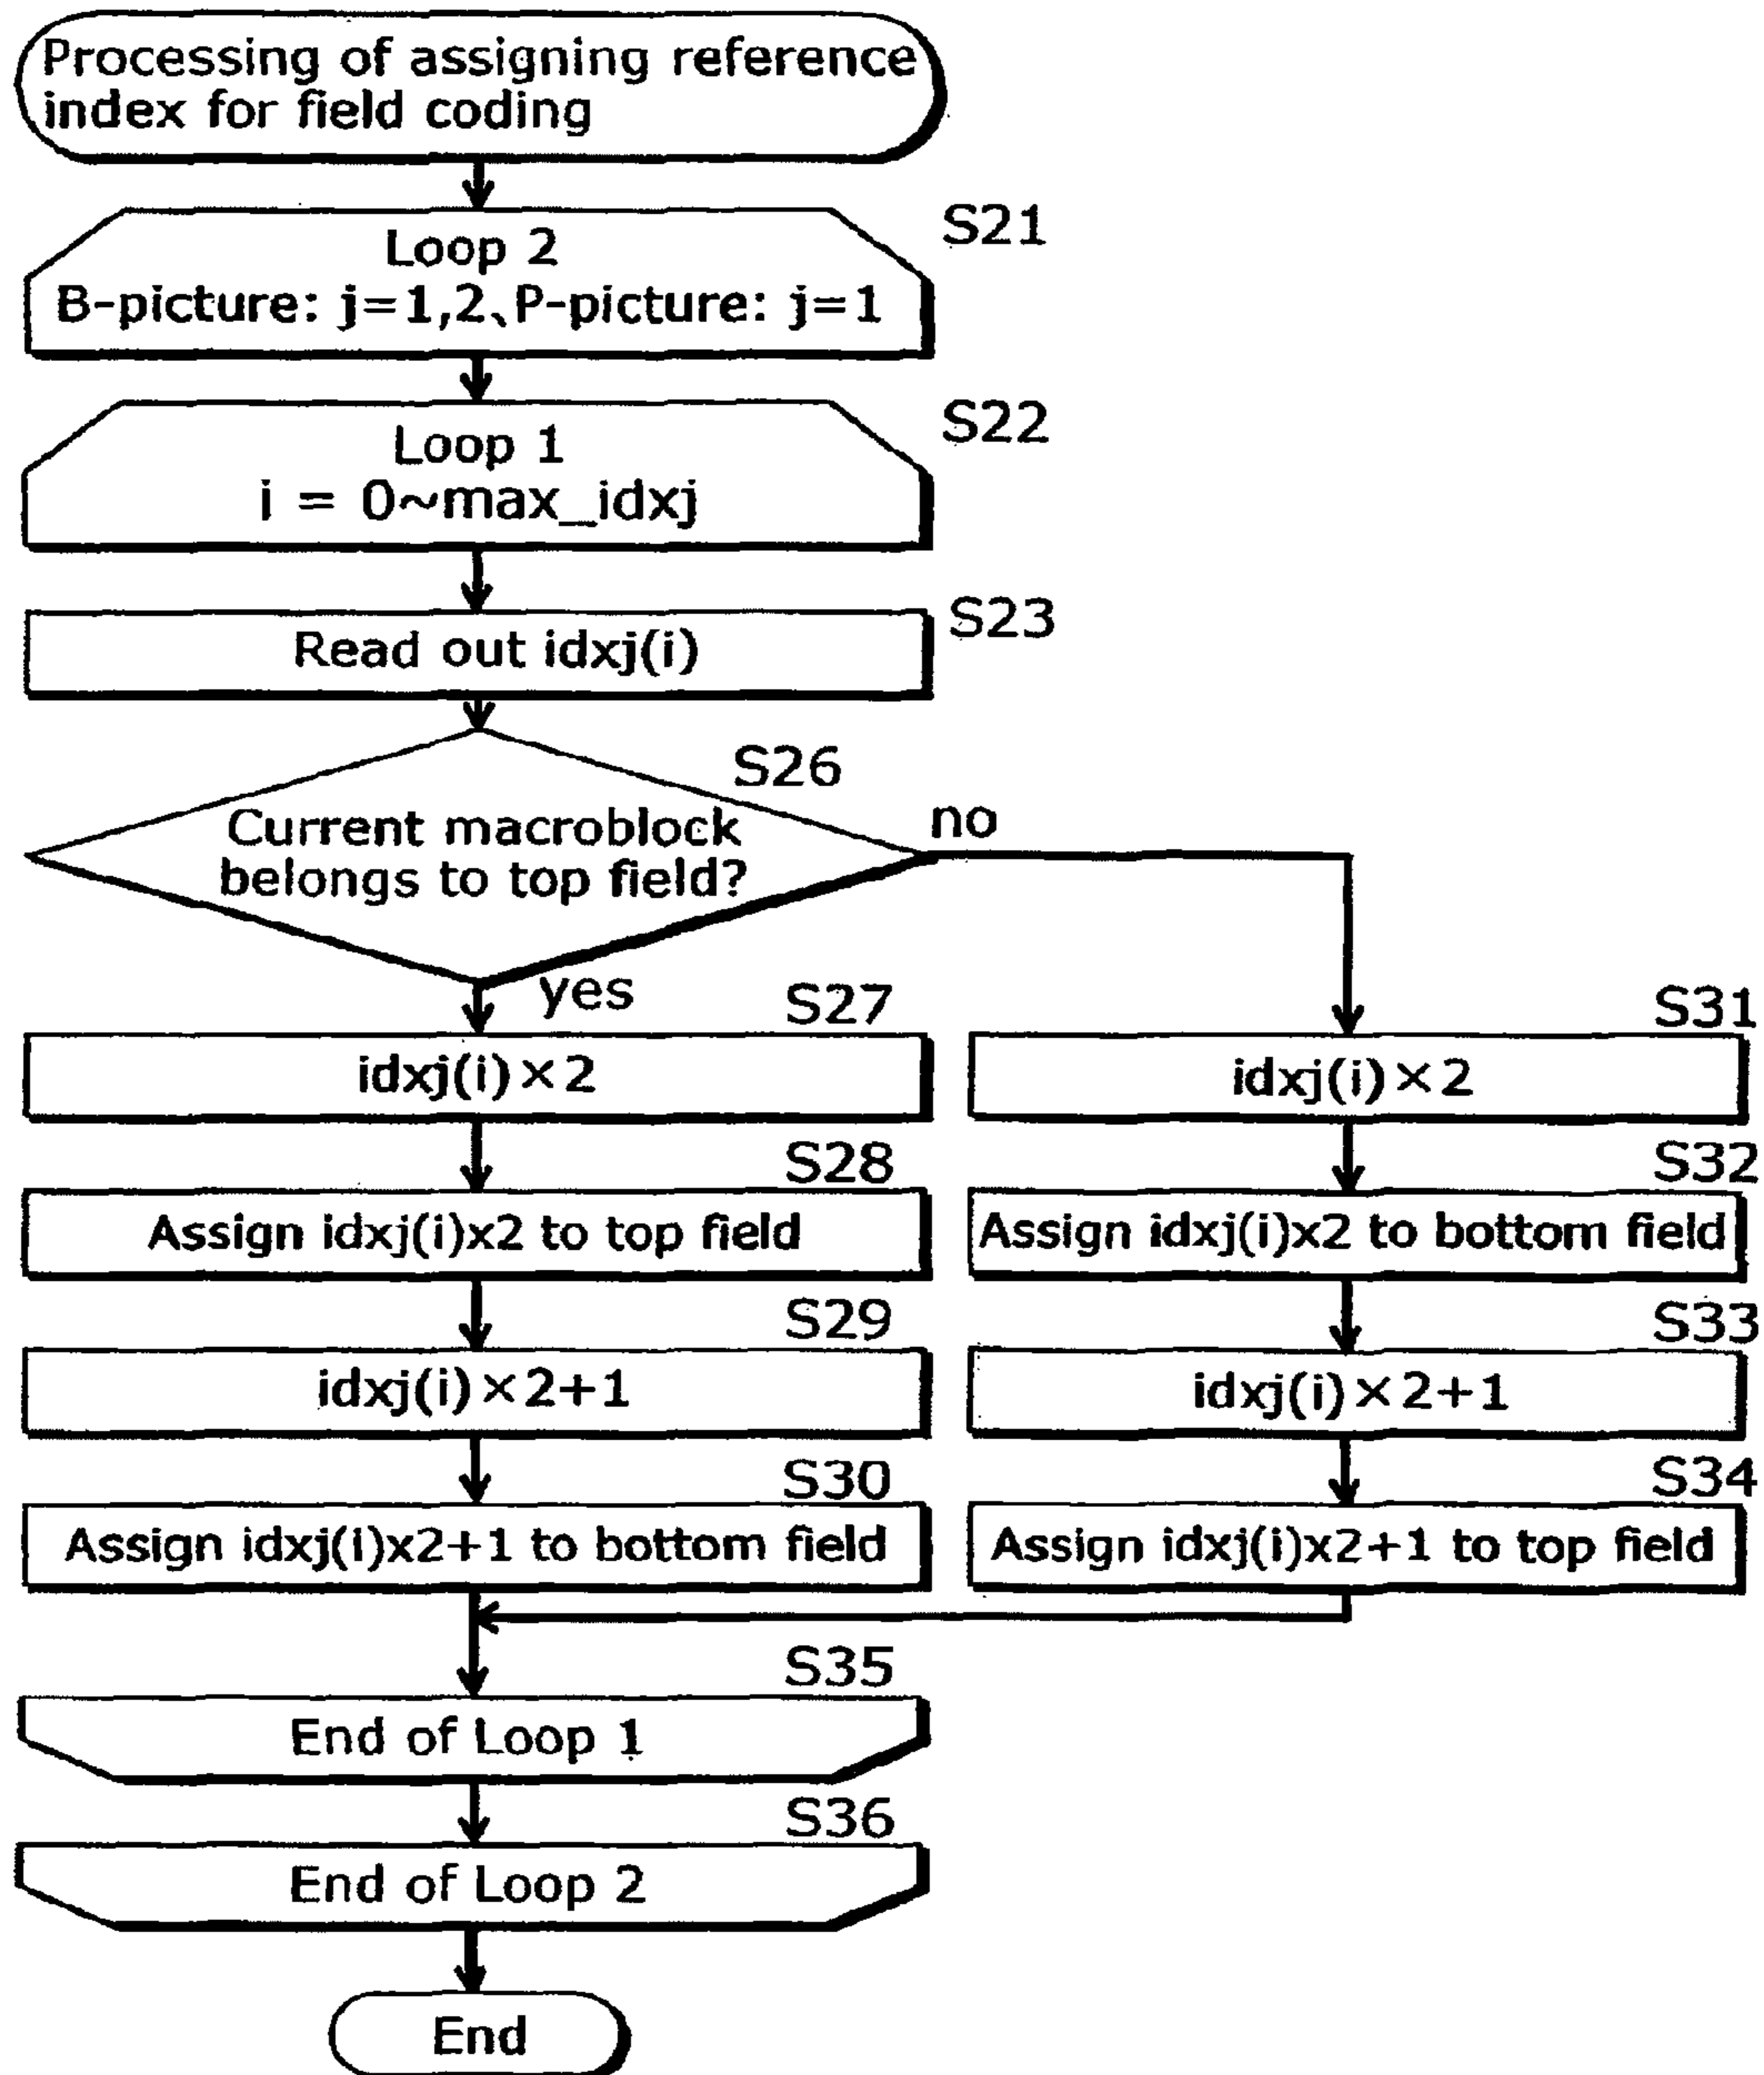 Processing of assigning reference
index for field coding
S21
Loop 2
B-picture: j=1,2、P-picture: j=1
S22
Loop 1
i = 0~max_idxj
S23
Read out idxj(i)
S26
Current macroblock
belongs to top field?
no
yes
S27
idxj(i)×2
S28
Assign idxj(i)x2 to top field
S29
idxj(i)×2+1
S30
Assign idxj(i)x2+1 to bottom field
S31
idxj(i)×2
S32
Assign idxj(i)x2 to bottom field
S33
idxj(i)×2+1
S34
Assign idxj(i)x2+1 to top field
S35
End of Loop 1
S36
End of Loop 2
End